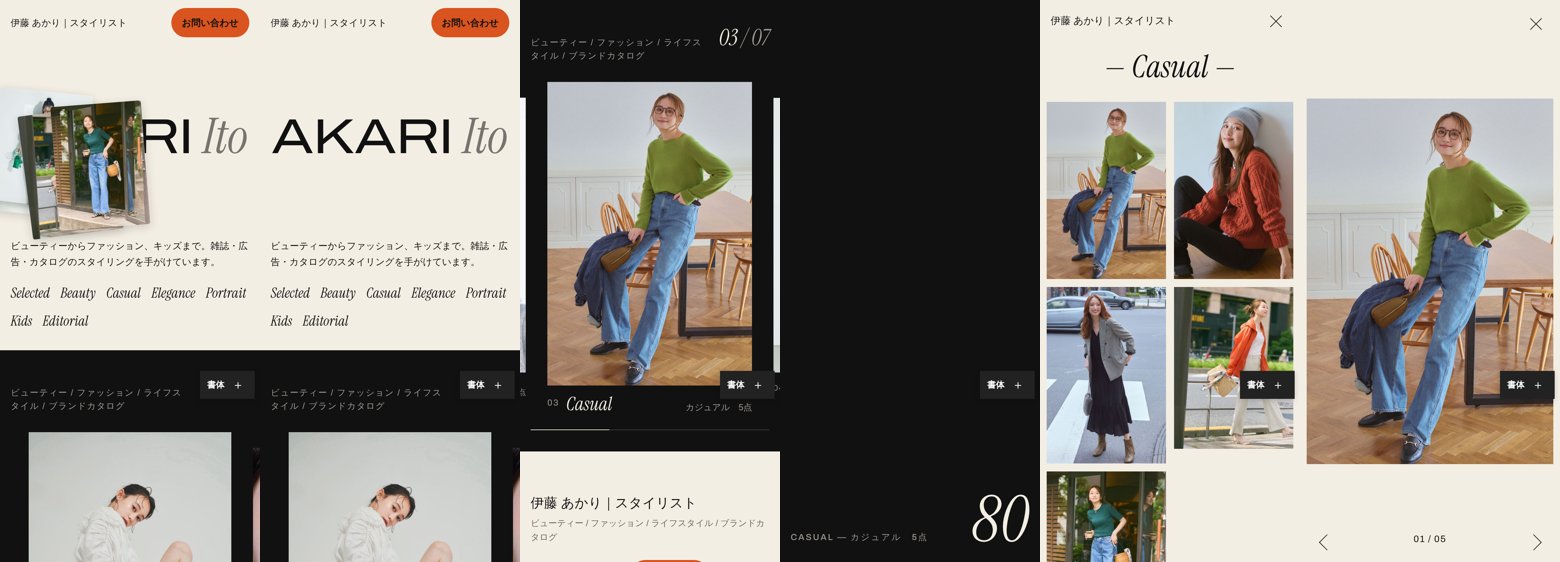 伊藤 あかり｜スタイリスト
お問い合わせ
RI Ito
ビューティーからファッション、キッズまで。雑誌・広
告・カタログのスタイリングを手がけています。
Selected Beauty Casual Elegance Portrait
Kids Editorial
書体 +
ビューティー / ファッション / ライフス
タイル / ブランドカタログ
伊藤 あかり｜スタイリスト
お問い合わせ
AKARI Ito
ビューティーからファッション、キッズまで。雑誌・広
告・カタログのスタイリングを手がけています。
Selected Beauty Casual Elegance Portrait
Kids Editorial
書体 +
ビューティー / ファッション / ライフス
タイル / ブランドカタログ
ビューティー / ファッション / ライフス
タイル / ブランドカタログ
03 / 07
書体 +
点
03 Casual
カジュアル 5点
伊藤 あかり｜スタイリスト
ビューティー / ファッション / ライフスタイル / ブランドカ
タログ
書体 +
CASUAL — カジュアル 5点
80
伊藤 あかり｜スタイリスト
— Casual —
書体 +
書体 +
01 / 05